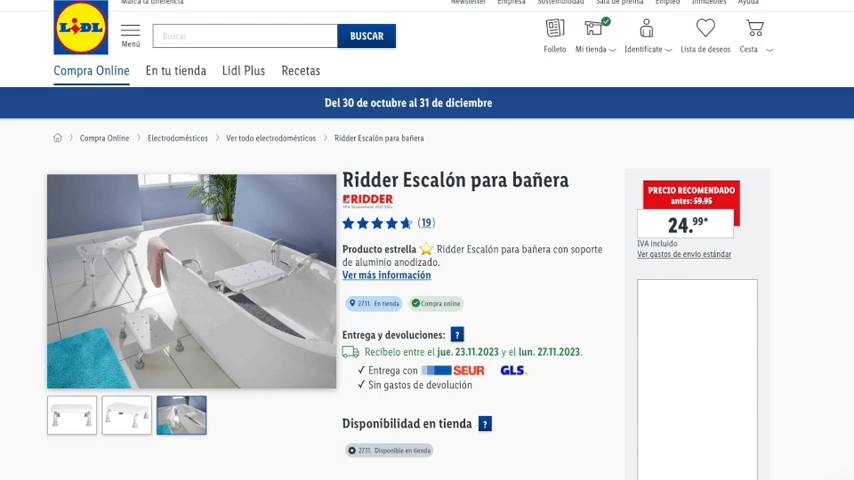 Marca la diferencia
Newsletter Empresa Sostenibilidad Sala de prensa Empleo Inmuebles Ayuda
LIDL
Menú
Buscar
BUSCAR
Folleto Mi tienda Identifícate Lista de deseos Cesta
Compra Online En tu tienda Lidl Plus Recetas
Del 30 de octubre al 31 de diciembre
Compra Online Electrodomésticos Ver todo electrodomésticos Ridder Escalón para bañera
Ridder Escalón para bañera
RIDDER
(19)
Producto estrella ⭐ Ridder Escalón para bañera con soporte
de aluminio anodizado.
Ver más información
27.11. En tienda Compra online
Entrega y devoluciones: ?
Recíbelo entre el jue. 23.11.2023 y el lun. 27.11.2023.
✓ Entrega con SEUR GLS.
✓ Sin gastos de devolución
Disponibilidad en tienda ?
27.11. Disponible en tienda
PRECIO RECOMENDADO
antes: 59.95
24.99*
IVA incluido
Ver gastos de envío estándar